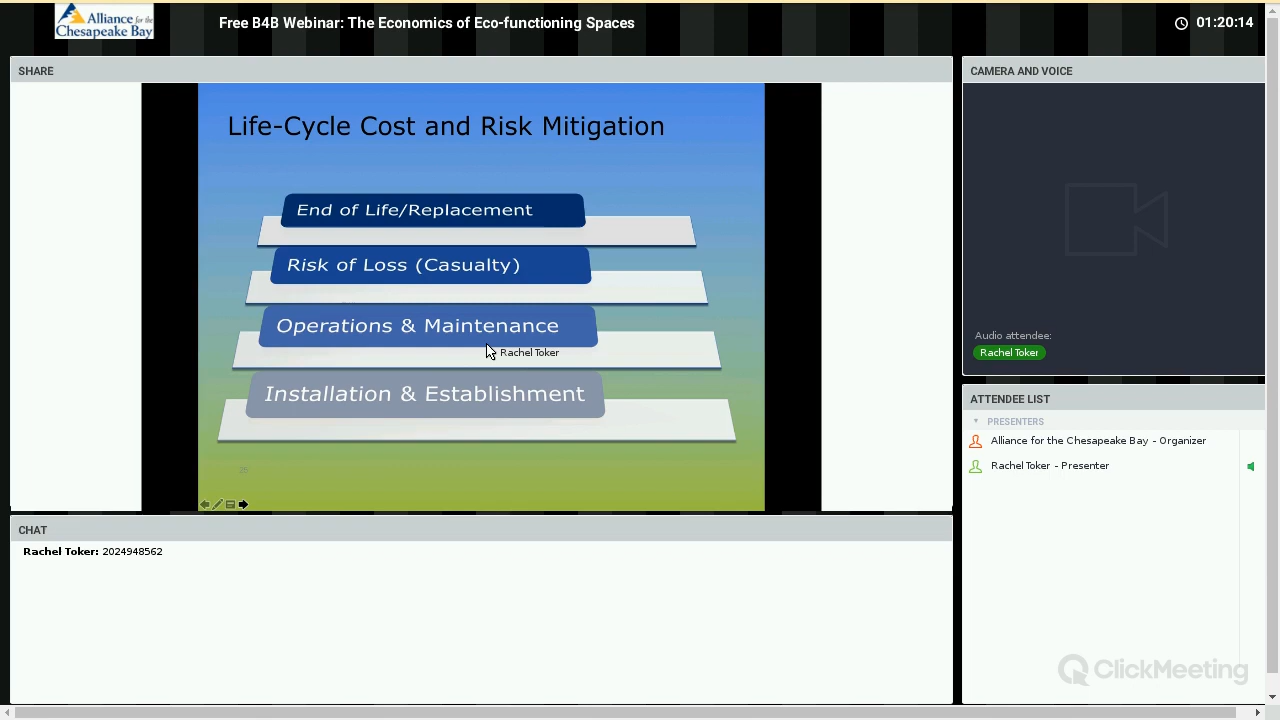 Alliance for the
Chesapeake Bay
Free B4B Webinar: The Economics of Eco-functioning Spaces
01:20:14
SHARE
Life-Cycle Cost and Risk Mitigation
End of Life/Replacement
Risk of Loss (Casualty)
Operations & Maintenance
Rachel Toker
Installation & Establishment
CAMERA AND VOICE
Audio attendee:
Rachel Toker
ATTENDEE LIST
PRESENTERS
Alliance for the Chesapeake Bay - Organizer
Rachel Toker - Presenter
CHAT
Rachel Toker: 2024948562
ClickMeeting